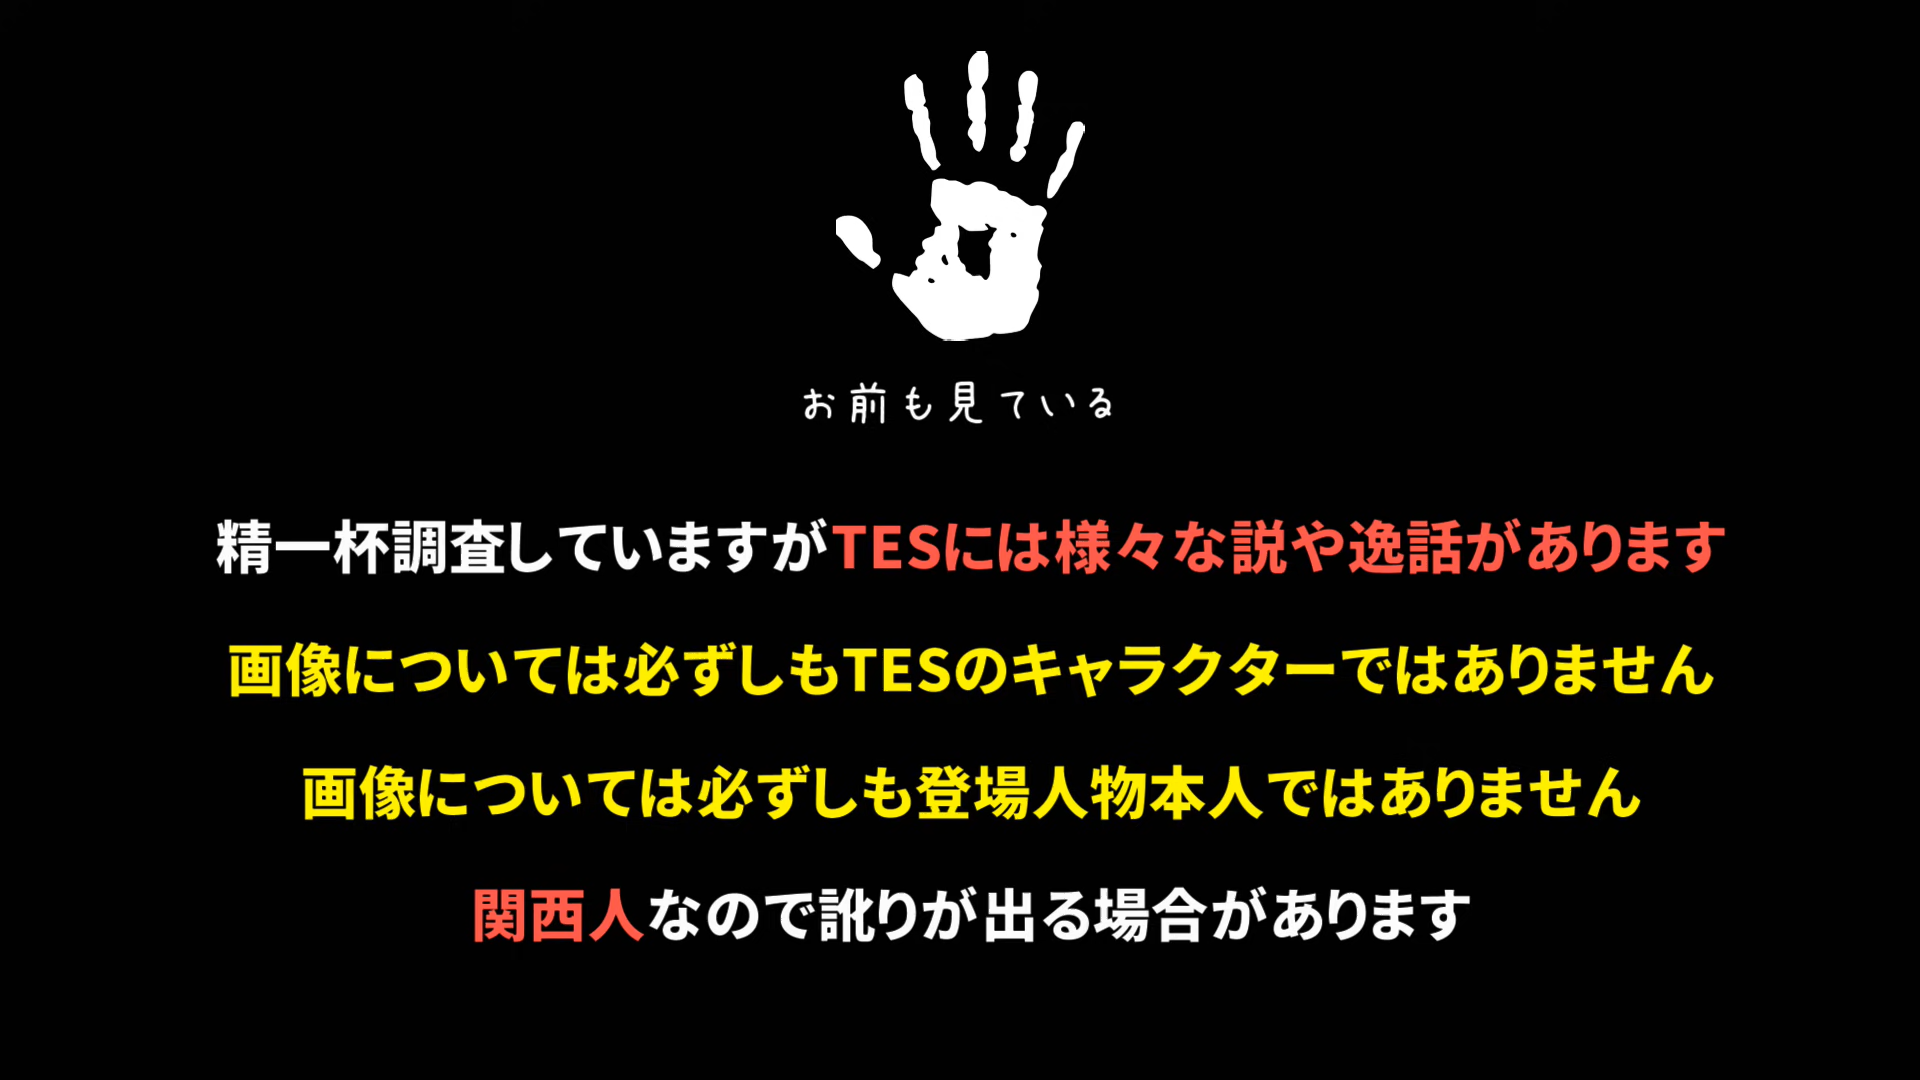 お前も見ている
精一杯調査していますがTESには様々な説や逸話があります
画像については必ずしもTESのキャラクターではありません
画像については必ずしも登場人物本人ではありません
関西人なので訛りが出る場合があります